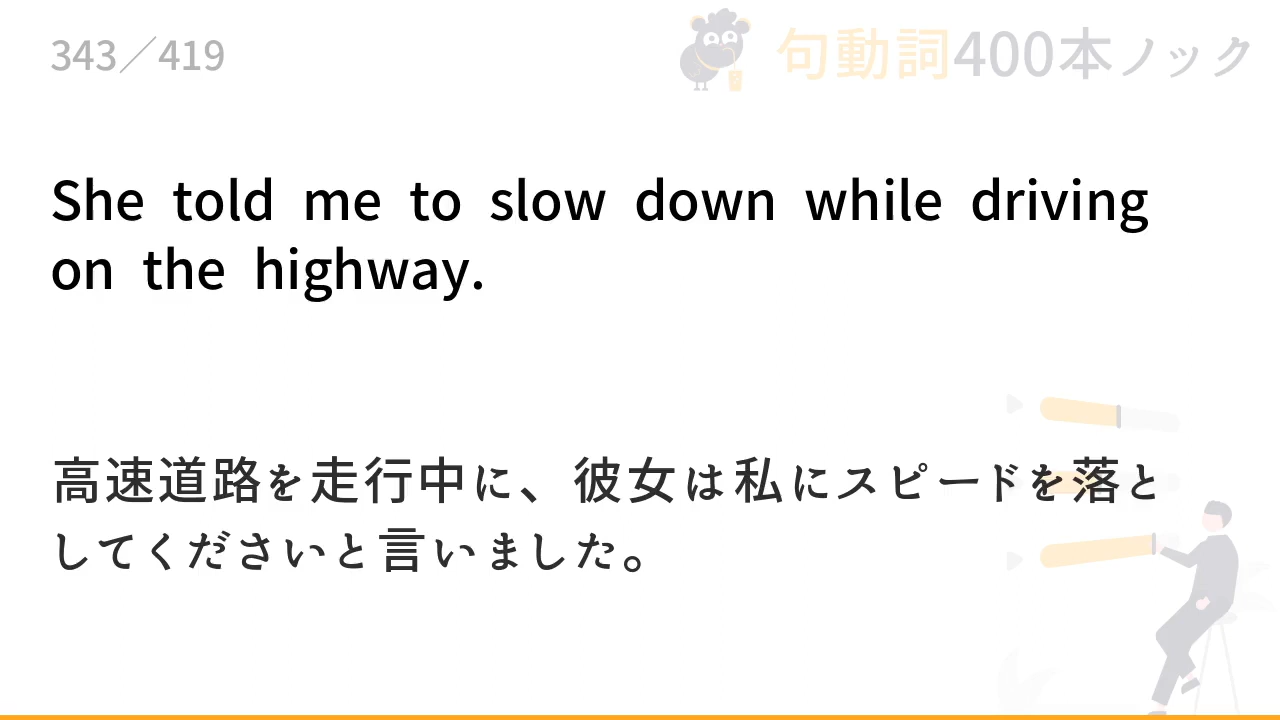 343／419
句動詞400本ノック
She told me to slow down while driving
on the highway.
高速道路を走行中に、彼女は私にスピードを落と
してくださいと言いました。